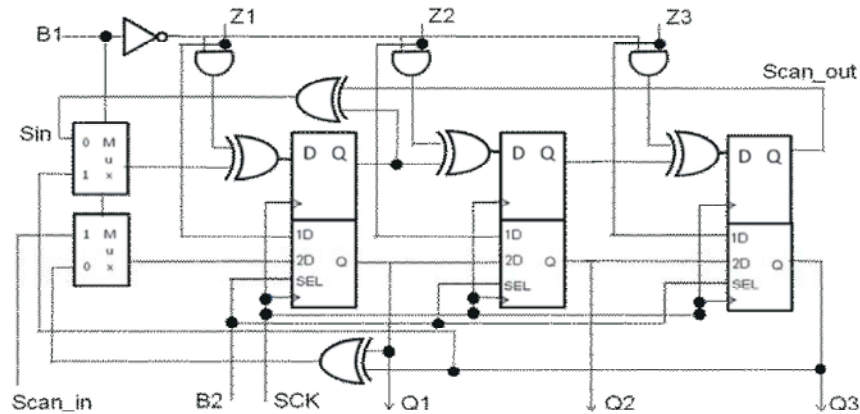 Z1 Z2 Z3
B1
Scan_out
Sin
0 M
u
1 x
D Q
D Q
D Q
1 M
u
0 x
1D
2D Q
SEL
1D
2D Q
SEL
1D
2D Q
SEL
Scan_in B2 SCK Q1 Q2 Q3